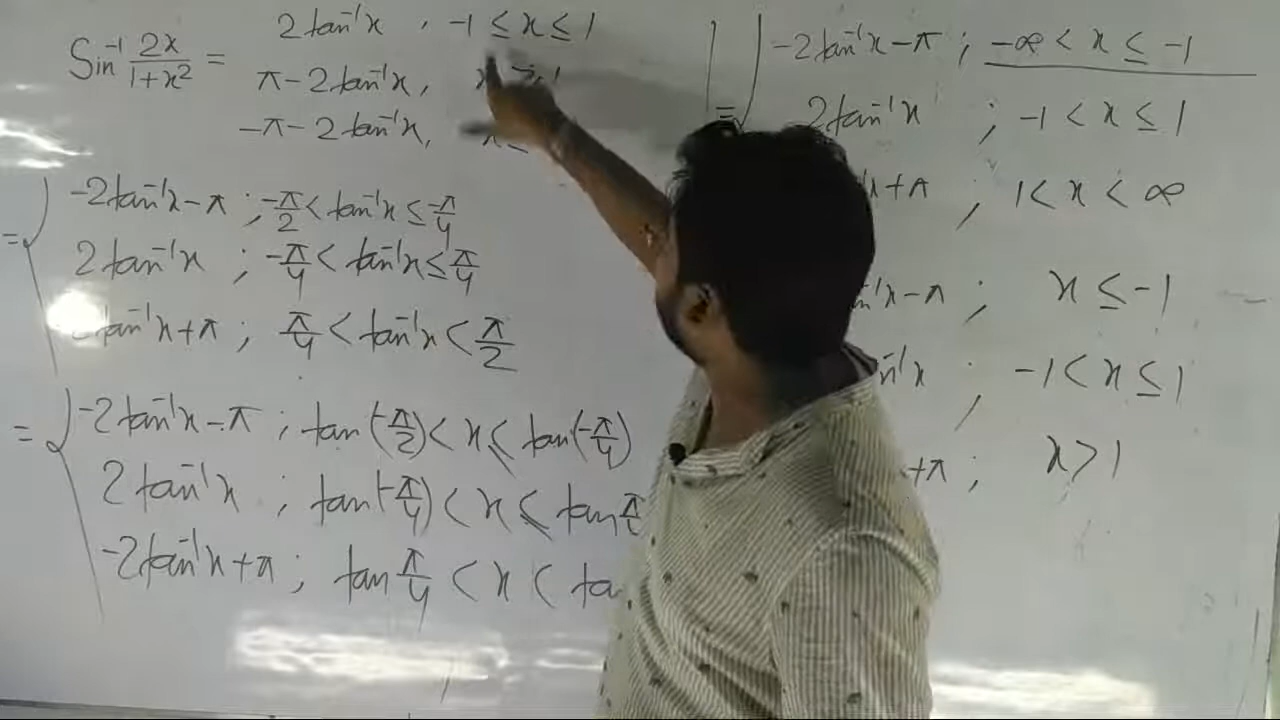 Sin⁻¹ 2x/(1+x²) = 2tan⁻¹x , -1 ≤ x ≤ 1
π-2tan⁻¹x,
-π-2tan⁻¹x,
= -2tan⁻¹x-π ; -π/2 < tan⁻¹x ≤ -π/4
2tan⁻¹x ; -π/4 < tan⁻¹x ≤ π/4
tan⁻¹x+π ; π/4 < tan⁻¹x < π/2
= -2tan⁻¹x-π ; tan(-π/2) < x ≤ tan(-π/4)
2tan⁻¹x ; tan(-π/4) < x ≤ tan
-2tan⁻¹x+π ; tan π/4 < x <
= -2tan⁻¹x-π ; -∞ < x ≤ -1
2tan⁻¹x ; -1 < x ≤ 1
x+π ; 1 < x < ∞
x-π ; x ≤ -1
x ; -1 < x ≤ 1
+π ; x > 1